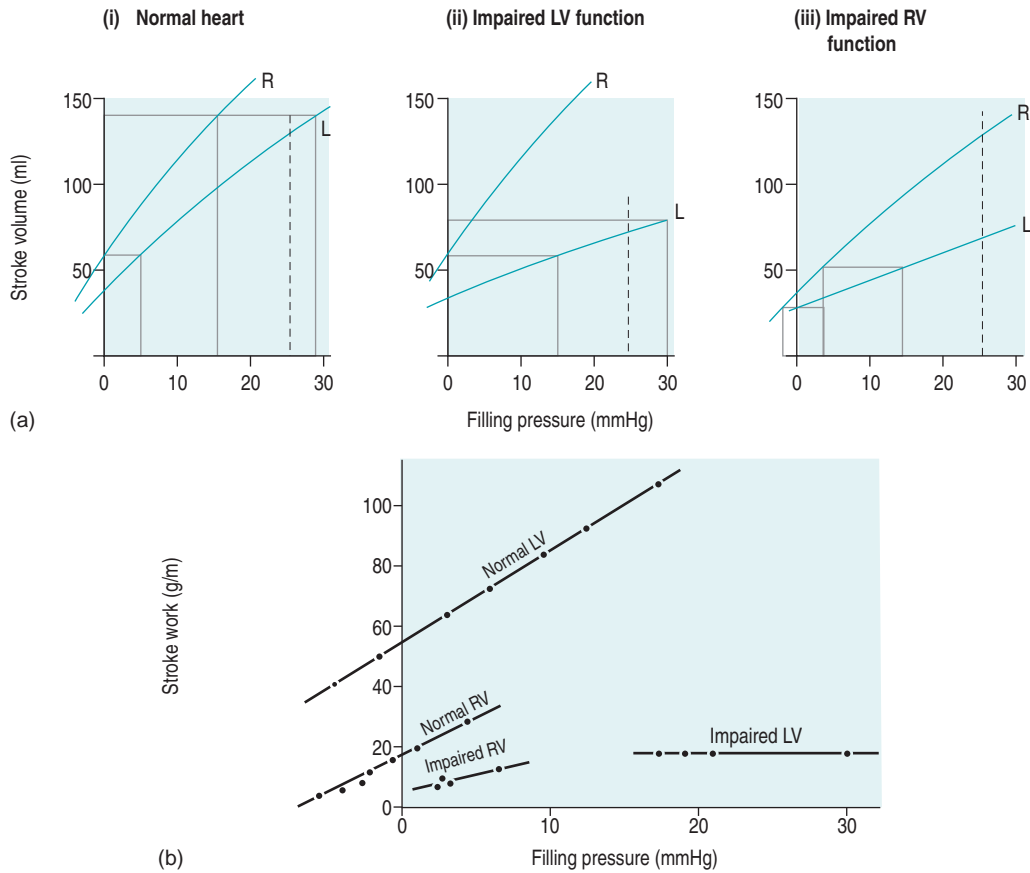 (i) Normal heart
(ii) Impaired LV function
(iii) Impaired RV
function
R
L
R
L
R
L
150
100
50
150
100
50
150
100
50
Stroke volume (ml)
0 10 20 30
0 10 20 30
0 10 20 30
Filling pressure (mmHg)
(a)
100
80
60
40
20
0
Stroke work (g/m)
Normal LV
Normal RV
Impaired RV
Impaired LV
0 10 20 30
Filling pressure (mmHg)
(b)